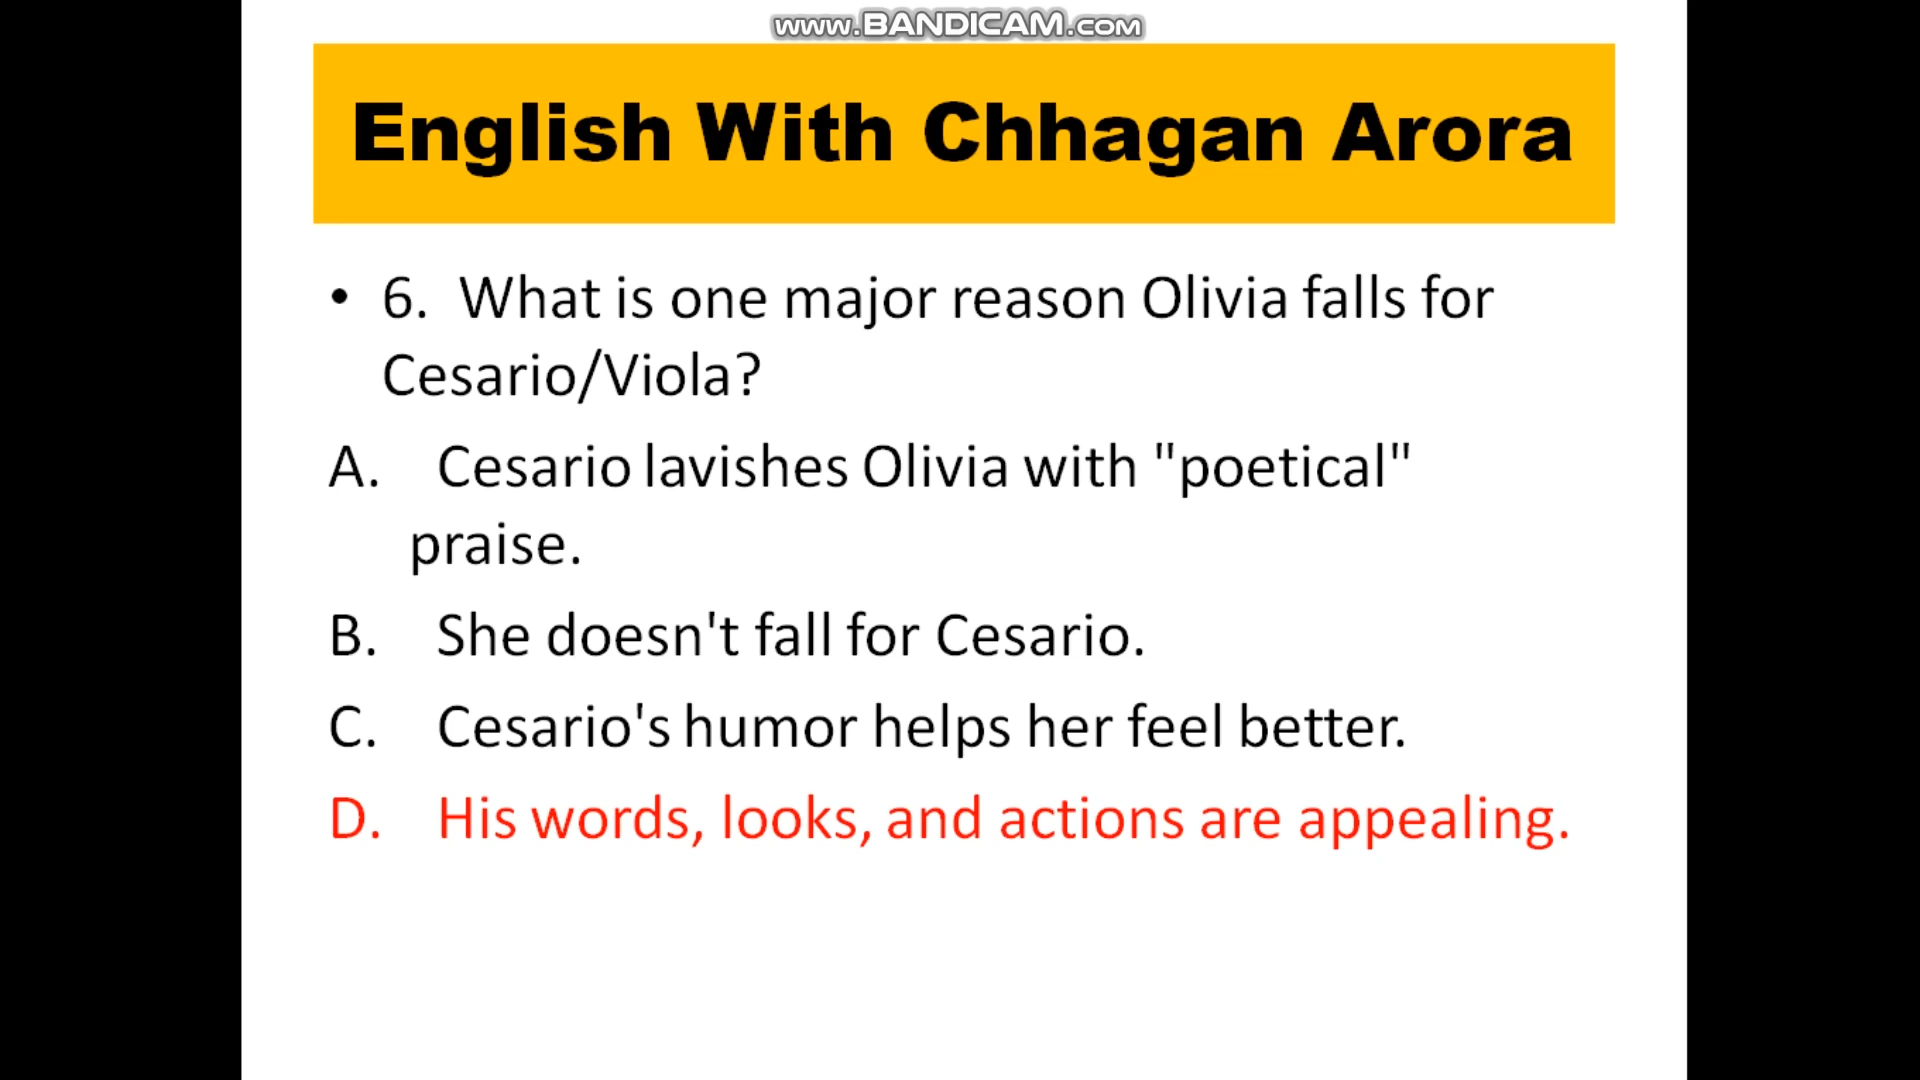 www.BANDICAM.com
English With Chhagan Arora
• 6. What is one major reason Olivia falls for
Cesario/Viola?
A. Cesario lavishes Olivia with "poetical"
praise.
B. She doesn't fall for Cesario.
C. Cesario's humor helps her feel better.
D. His words, looks, and actions are appealing.